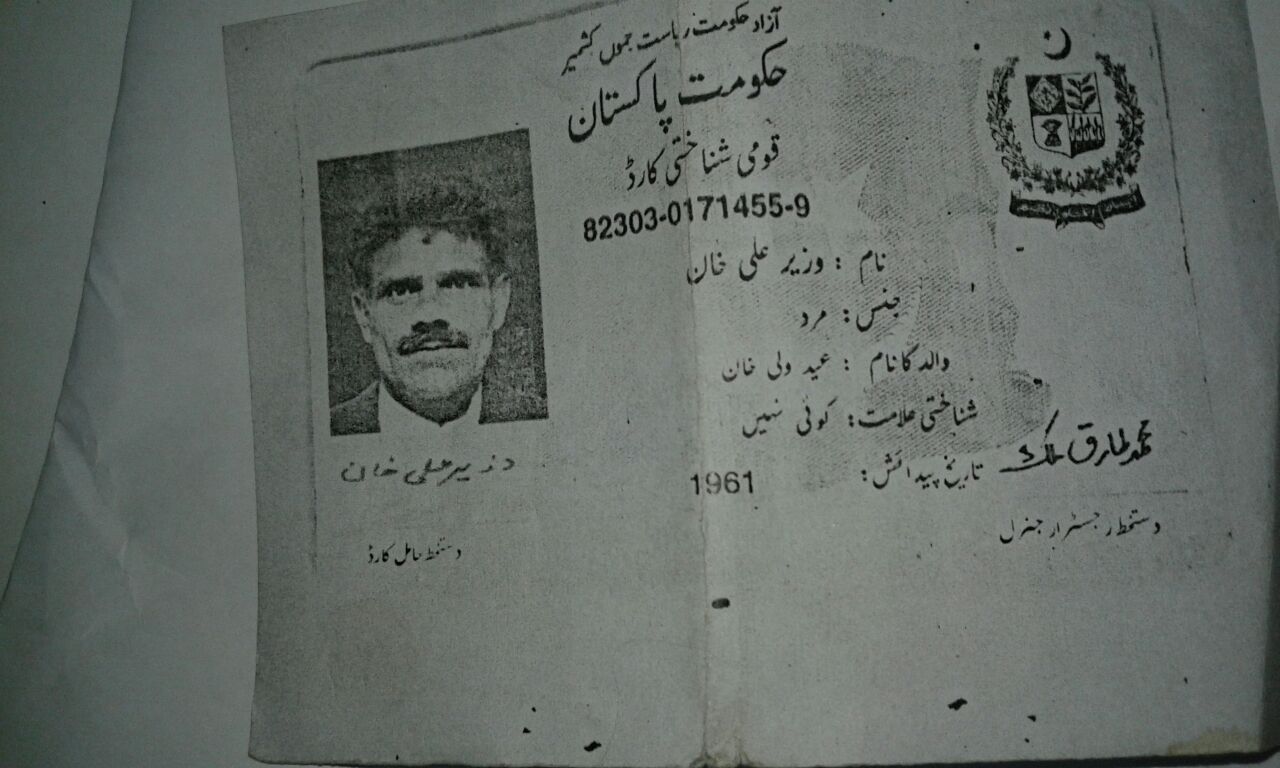 آزاد حکومت ریاست جموں کشمیر
حکومت پاکستان
قومی شناختی کارڈ
82303-0171455-9
نام : وزیر علی خان
جنس: مرد
والد کا نام : عید ولی خان
شناختی علامت: کوئی نہیں
تاریخ پیدائش: 1961
محمد طارق ملک
دستخط رجسٹرار جنرل
وزیر علی خان
دستخط حامل کارڈ